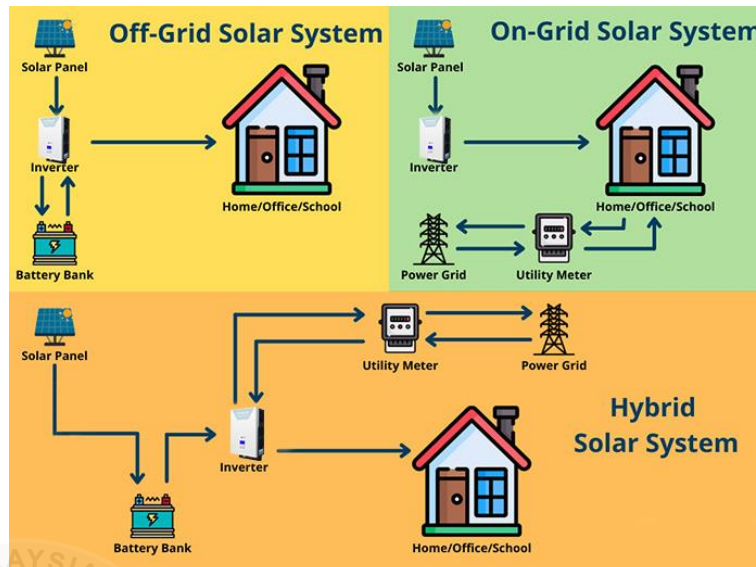 Off-Grid Solar System
Solar Panel
Inverter
Home/Office/School
Battery Bank
On-Grid Solar System
Solar Panel
Inverter
Home/Office/School
Power Grid
Utility Meter
Solar Panel
Utility Meter
Power Grid
Hybrid
Solar System
Inverter
Battery Bank
Home/Office/School